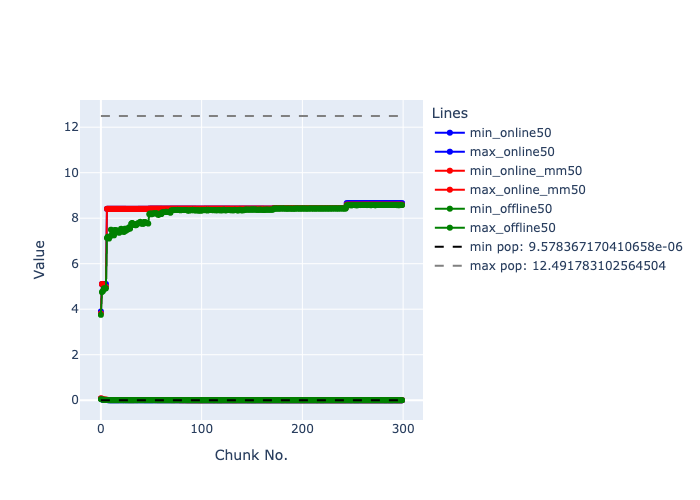 Lines
min_online50
max_online50
min_online_mm50
max_online_mm50
min_offline50
max_offline50
min pop: 9.578367170410658e-06
max pop: 12.491783102564504
12
10
8
6
4
2
0
Value
0
100
200
300
Chunk No.